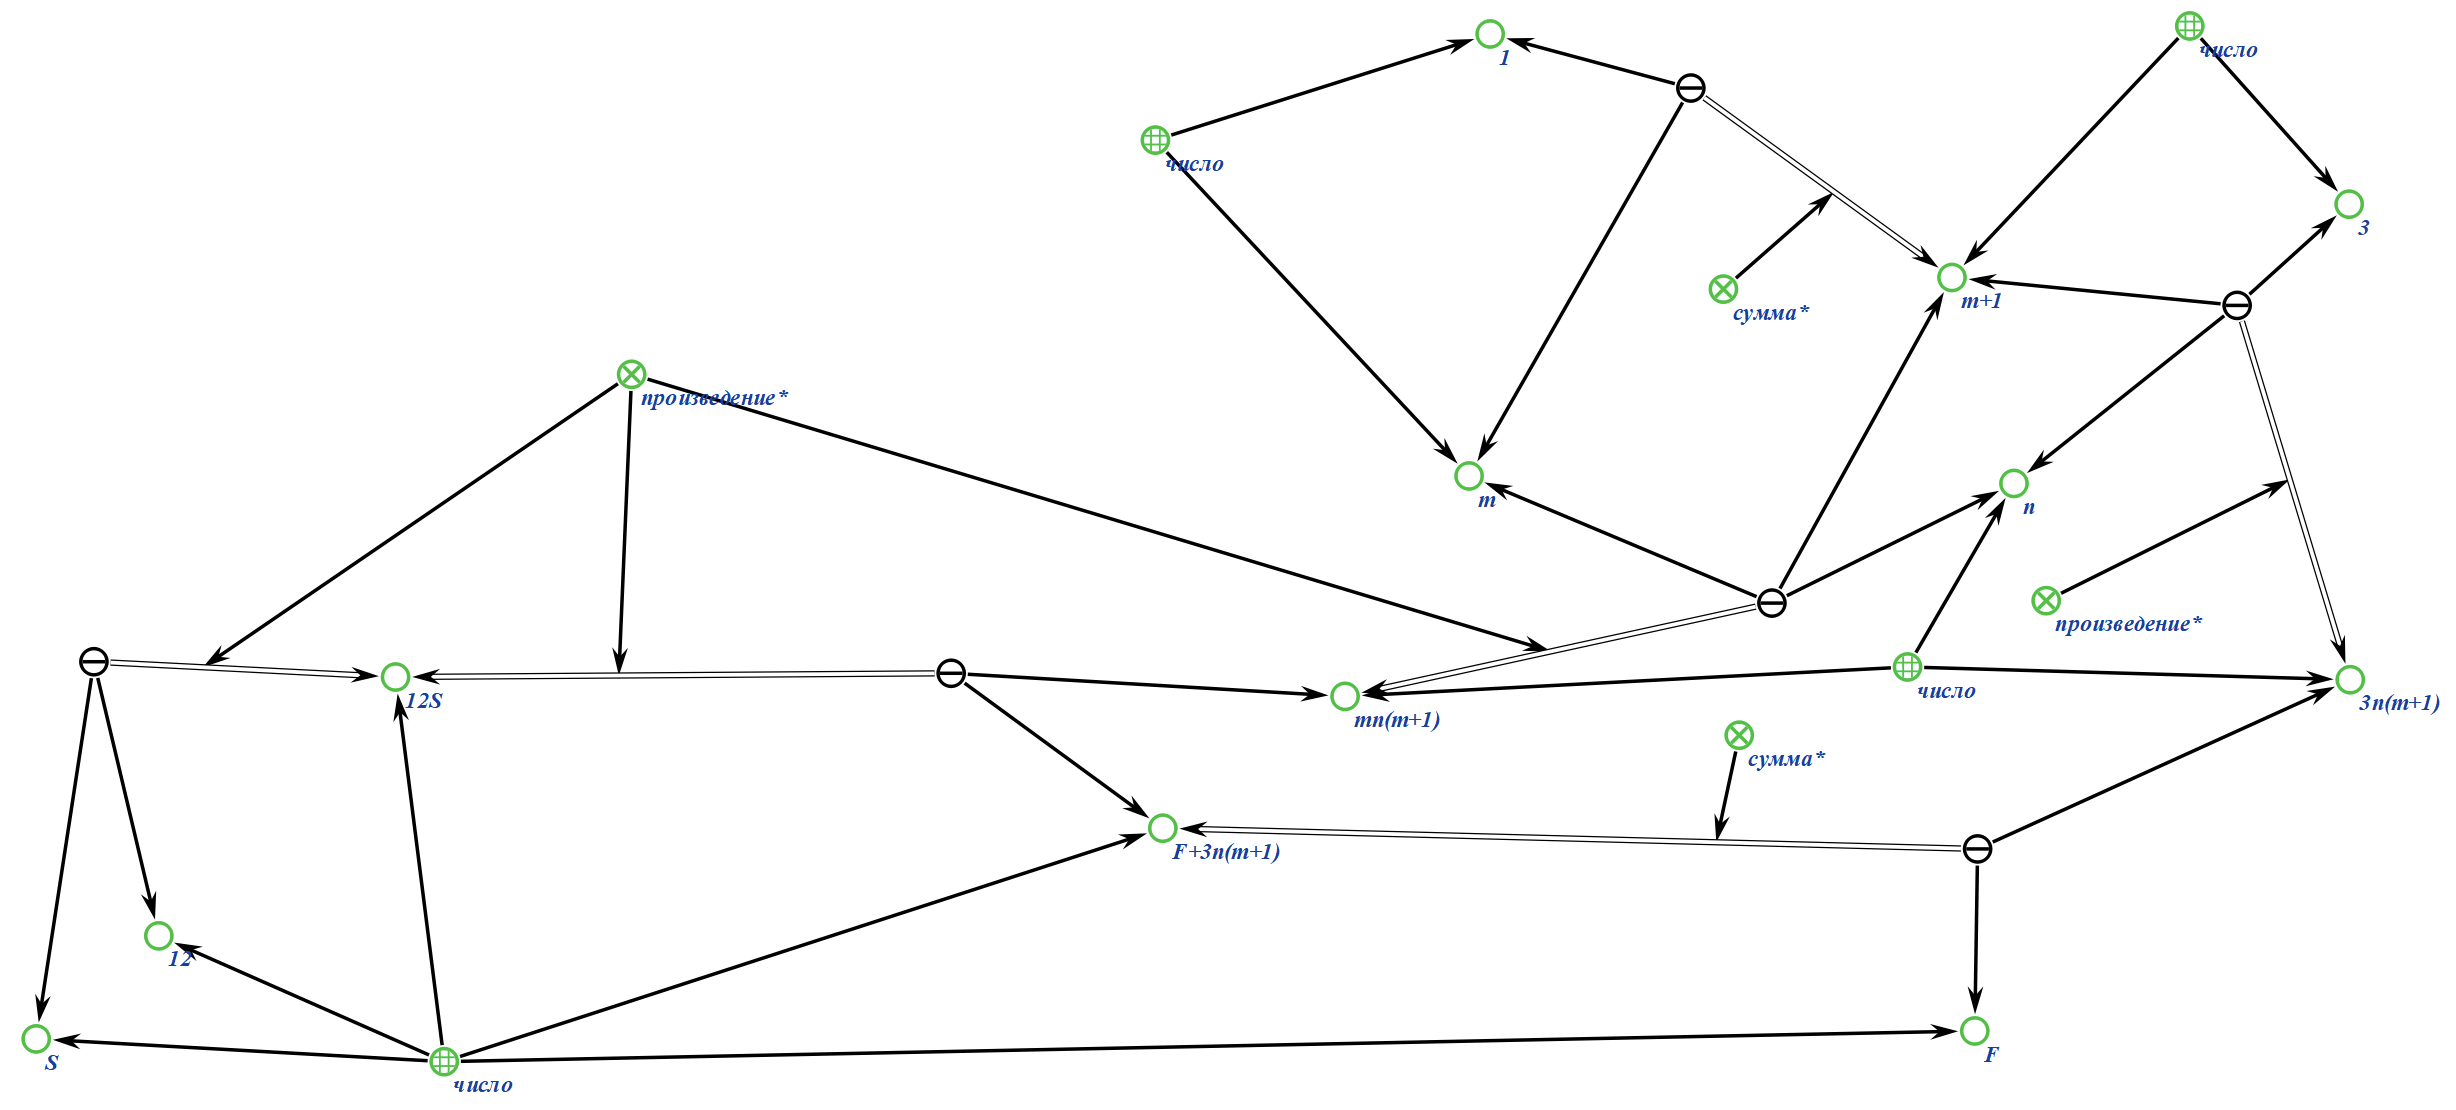 1
число
число
3
m+1
сумма*
произведение*
m
n
произведение*
число
12S
mn(m+1)
3n(m+1)
сумма*
F+3n(m+1)
12
S
F
число